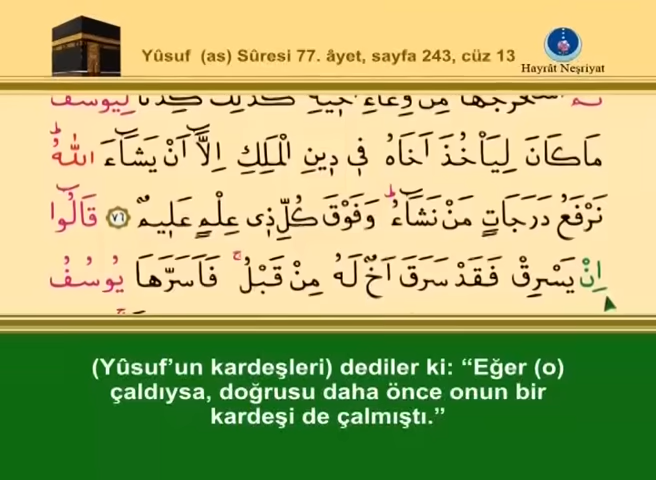 Yûsuf (as) Sûresi 77. âyet, sayfa 243, cüz 13
Hayrât Neşriyat
مَا كَانَ لِيَأْخُذَ اَخَاهُ فٖي دٖينِ الْمَلِكِ اِلَّٓا اَنْ يَشَٓاءَ اللّٰهُ ط
نَرْفَعُ دَرَجَاتٍ مَنْ نَشَٓاءُ ط وَفَوْقَ كُلِّ ذٖي عِلْمٍ عَلٖيمٌ ٧٦ قَالُٓوا
اِنْ يَسْرِقْ فَقَدْ سَرَقَ اَخٌ لَهُ مِنْ قَبْلُ ج فَاَسَرَّهَا يُوسُفُ
(Yûsuf’un kardeşleri) dediler ki: “Eğer (o)
çaldıysa, doğrusu daha önce onun bir
kardeşi de çalmıştı.”